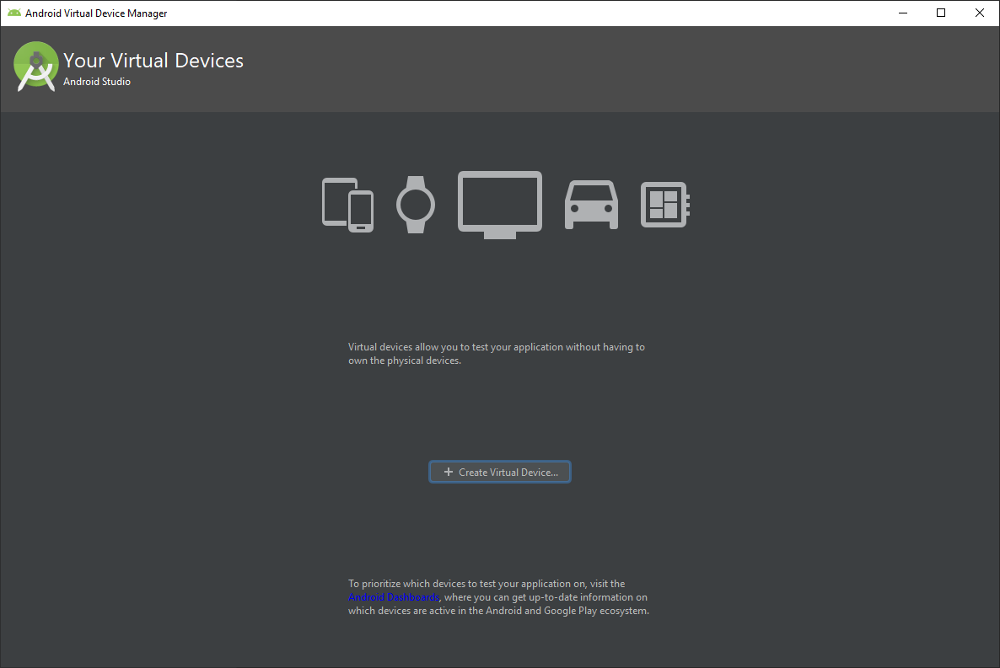 Android Virtual Device Manager
Your Virtual Devices
Android Studio
Virtual devices allow you to test your application without having to
own the physical devices.
Create Virtual Device...
To prioritize which devices to test your application on, visit the
Android Dashboards, where you can get up-to-date information on
which devices are active in the Android and Google Play ecosystem.